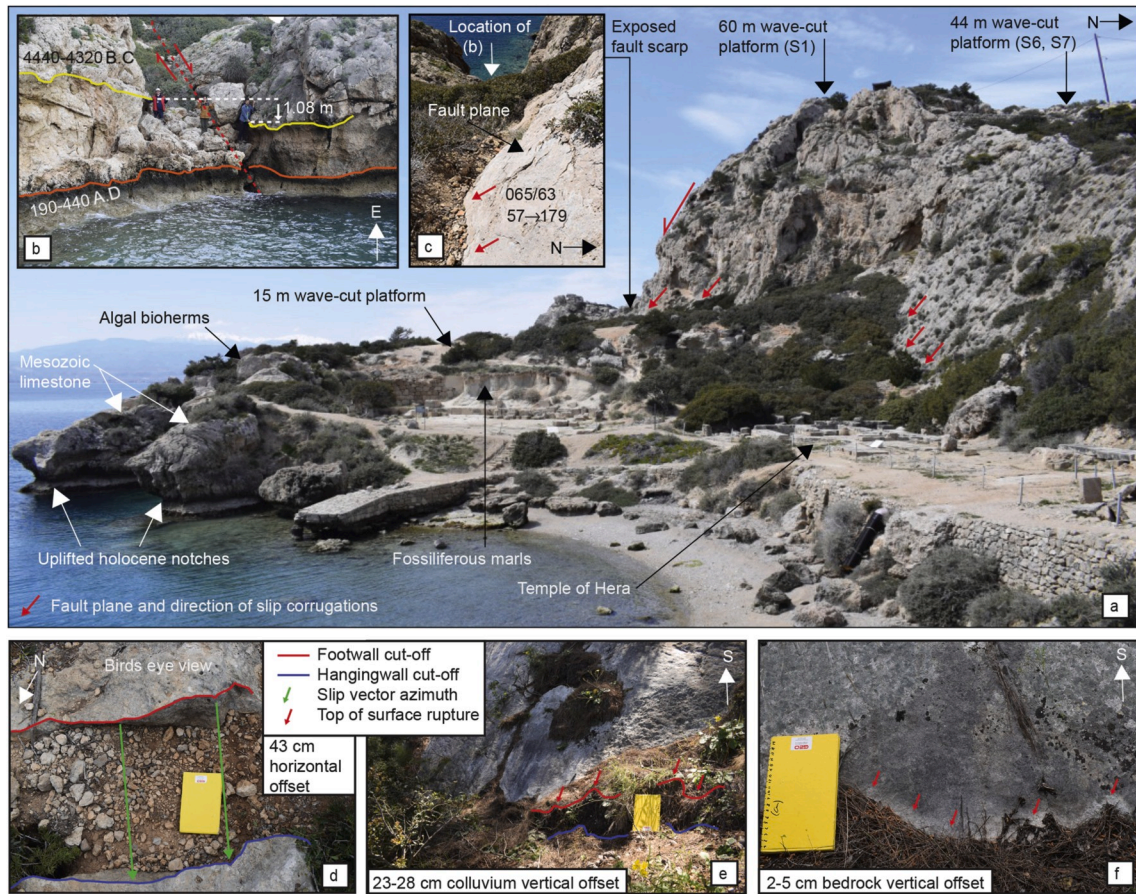 4440-4320 B.C
1.08 m
190-440 A.D
E
b
Location of
(b)
Fault plane
065/63
57→179
N
c
Exposed
fault scarp
60 m wave-cut
platform (S1)
44 m wave-cut
platform (S6, S7)
N
15 m wave-cut platform
Algal bioherms
Mesozoic
limestone
Uplifted holocene notches
Fossiliferous marls
Temple of Hera
Fault plane and direction of slip corrugations
a
N
Birds eye view
Footwall cut-off
Hangingwall cut-off
Slip vector azimuth
Top of surface rupture
43 cm
horizontal
offset
d
S
23-28 cm colluvium vertical offset
e
S
2-5 cm bedrock vertical offset
f